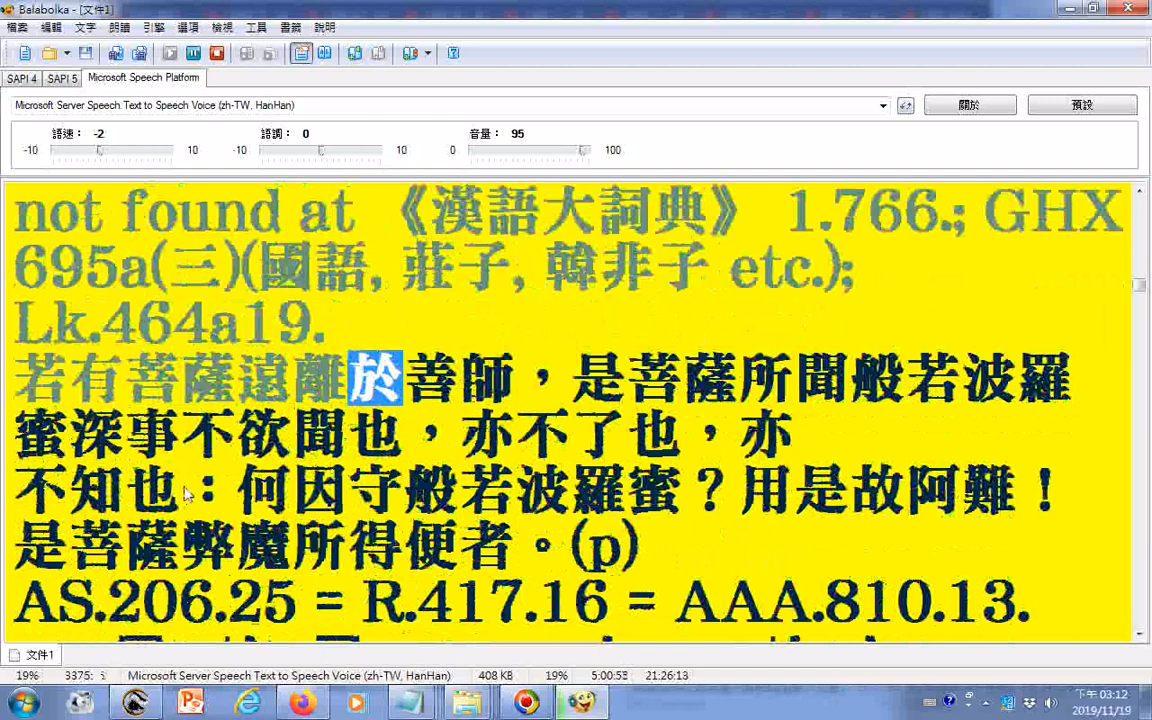 Balabolka - [文件1]
檔案 編輯 文字 朗讀 引擎 選項 檢視 工具 書籤 說明
SAPI 4 SAPI 5 Microsoft Speech Platform
Microsoft Server Speech Text to Speech Voice (zh-TW, HanHan) 關於 預設
語速： -2 語調： 0 音量： 95
-10 10 -10 10 0 100
not found at 《漢語大詞典》 1.766.; GHX
695a(三)(國語, 莊子, 韓非子 etc.);
Lk.464a19.
若有菩薩遠離於善師，是菩薩所聞般若波羅
蜜深事不欲聞也，亦不了也，亦
不知也：何因守般若波羅蜜？用是故阿難！
是菩薩弊魔所得便者。(p)
AS.206.25 = R.417.16 = AAA.810.13.
文件1
19% 3375: Microsoft Server Speech Text to Speech Voice (zh-TW, HanHan) 408 KB 19% 5:00:53 21:26:13
下午 03:12
2019/11/19